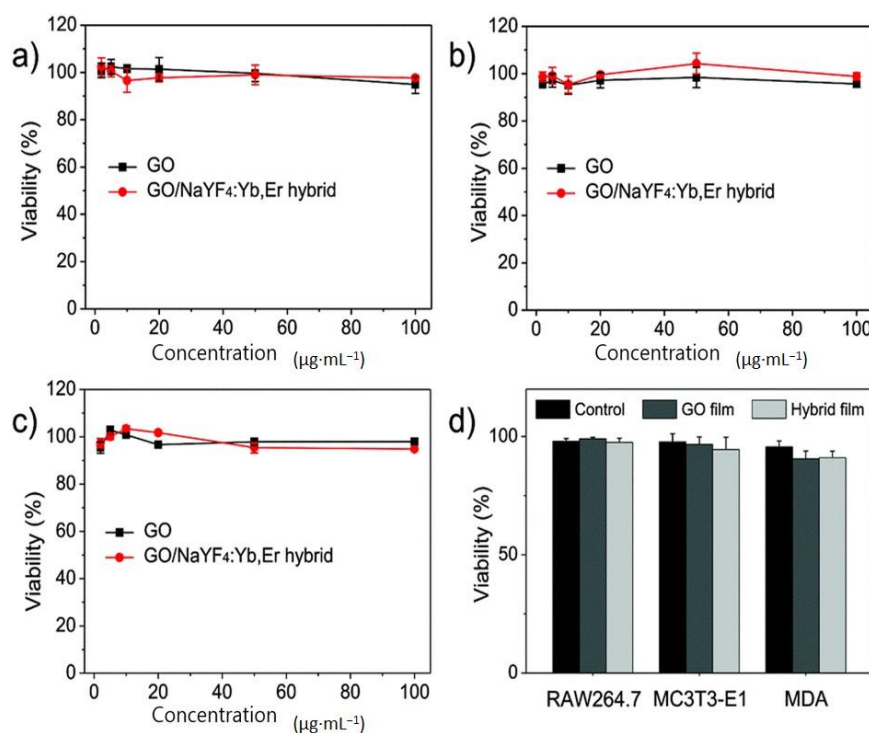 a)
120
100
80
60
40
20
0
Viability (%)
GO
GO/NaYF₄:Yb,Er hybrid
0 20 40 60 80 100
Concentration (µg·mL⁻¹)
b)
120
100
80
60
40
20
0
Viability (%)
GO
GO/NaYF₄:Yb,Er hybrid
0 20 40 60 80 100
Concentration (µg·mL⁻¹)
c)
120
100
80
60
40
20
0
Viability (%)
GO
GO/NaYF₄:Yb,Er hybrid
0 20 40 60 80 100
Concentration (µg·mL⁻¹)
d)
Control GO film Hybrid film
100
50
0
Viability (%)
RAW264.7 MC3T3-E1 MDA